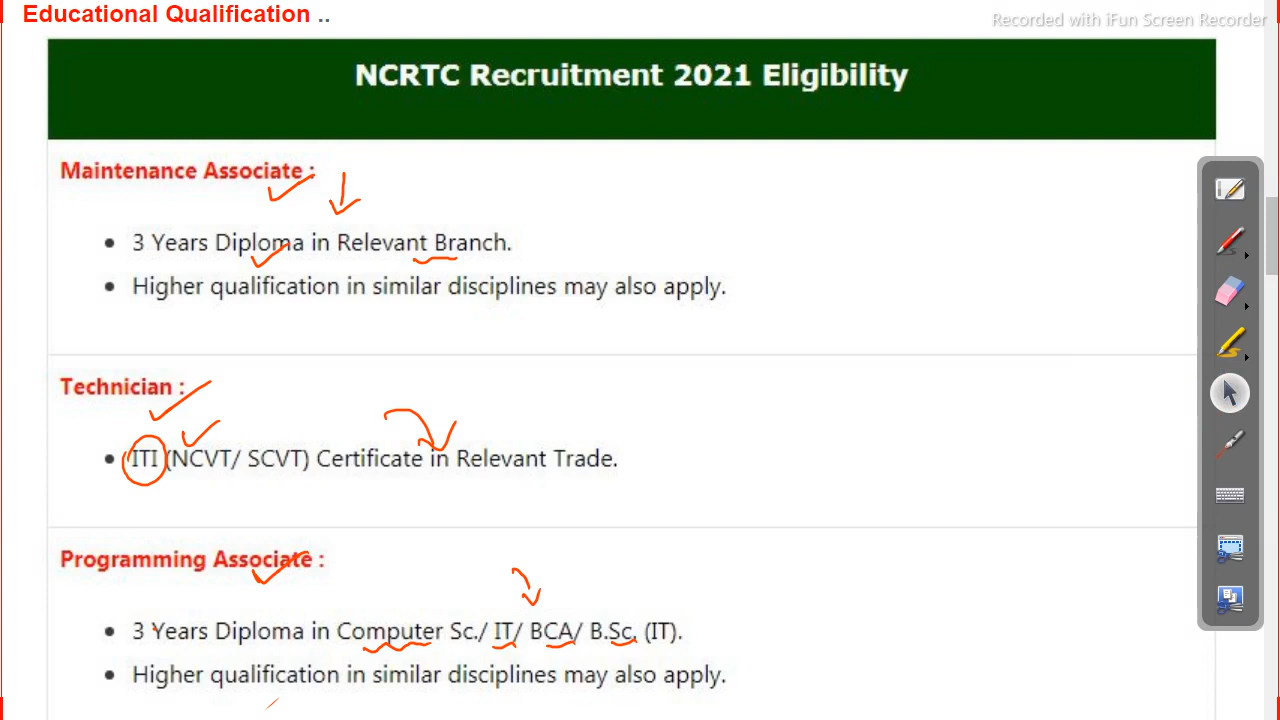 Educational Qualification ..
Recorded with iFun Screen Recorder
NCRTC Recruitment 2021 Eligibility
Maintenance Associate :
• 3 Years Diploma in Relevant Branch.
• Higher qualification in similar disciplines may also apply.
Technician :
• ITI (NCVT/ SCVT) Certificate in Relevant Trade.
Programming Associate :
• 3 Years Diploma in Computer Sc./ IT/ BCA/ B.Sc. (IT).
• Higher qualification in similar disciplines may also apply.